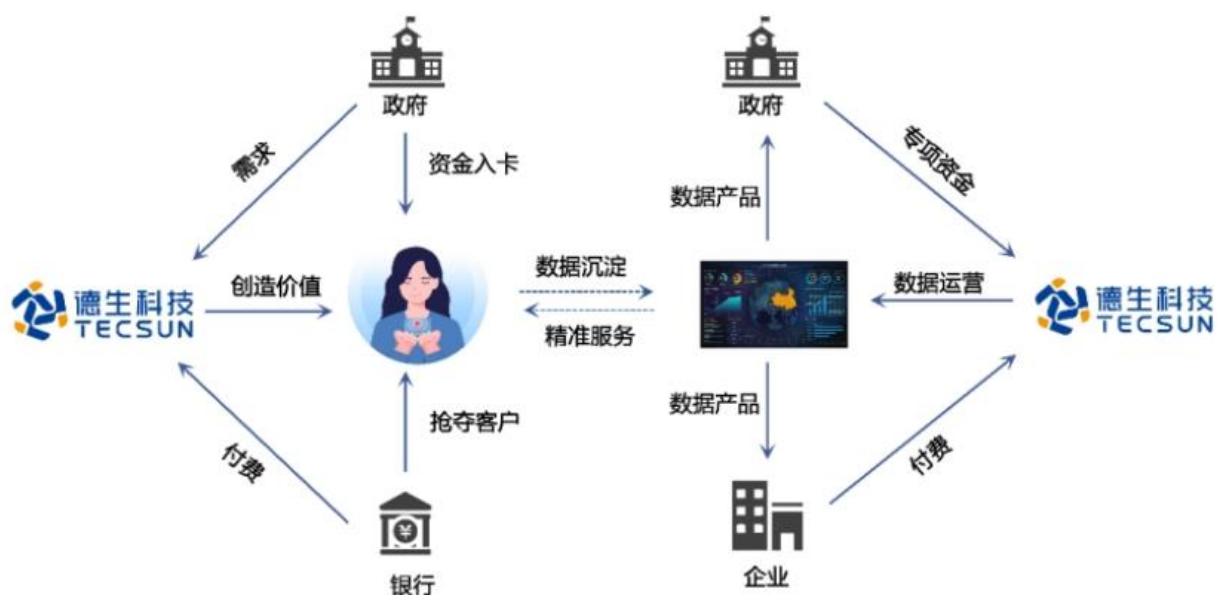 政府
政府
需求
资金入卡
专项资金
数据产品
德生科技
TECSUN
创造价值
数据沉淀
精准服务
数据运营
德生科技
TECSUN
抢夺客户
数据产品
付费
付费
¥
银行
企业